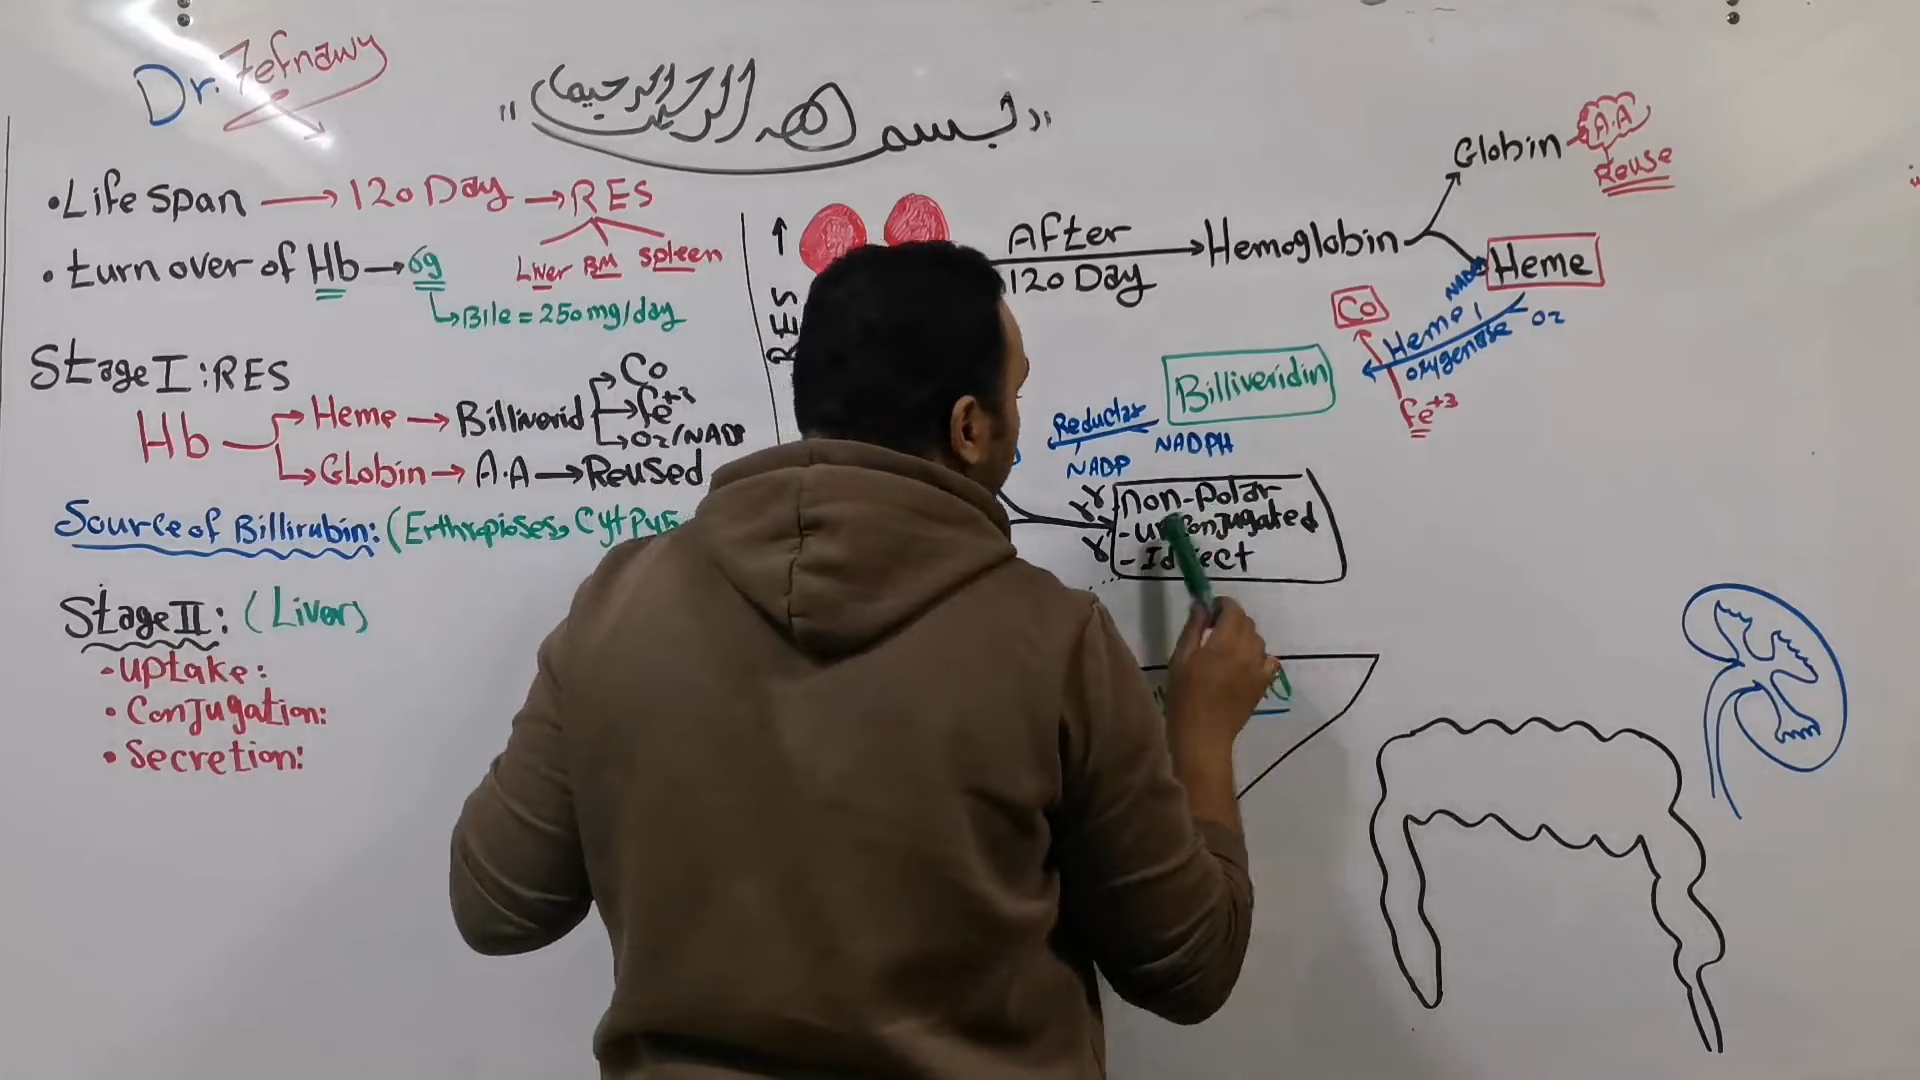 Dr. Zefnawy
"بسم الله الرحمن الرحيم"
• Life span → 120 Day → RES
Liver BM spleen
• turn over of Hb → 6g
↳ Bile = 250 mg/day
Stage I : RES
Hb → Heme → Billiverid → Co
→ Fe+3
→ O2/NADP
→ Globin → A.A → Reused
Source of Billirubin: (Erthropioses, Cyt P45
Stage II : (Liver)
- uptake:
• Conjugation:
• Secretion:
RES →
After
120 Day
Hemoglobin
Globin
A.A
Reuse
Heme
NADPH
O2
Heme
oxygenase
Co
Fe+3
Billiveridin
Reductas
NADPH
NADP
non-Polar
- unConjugated